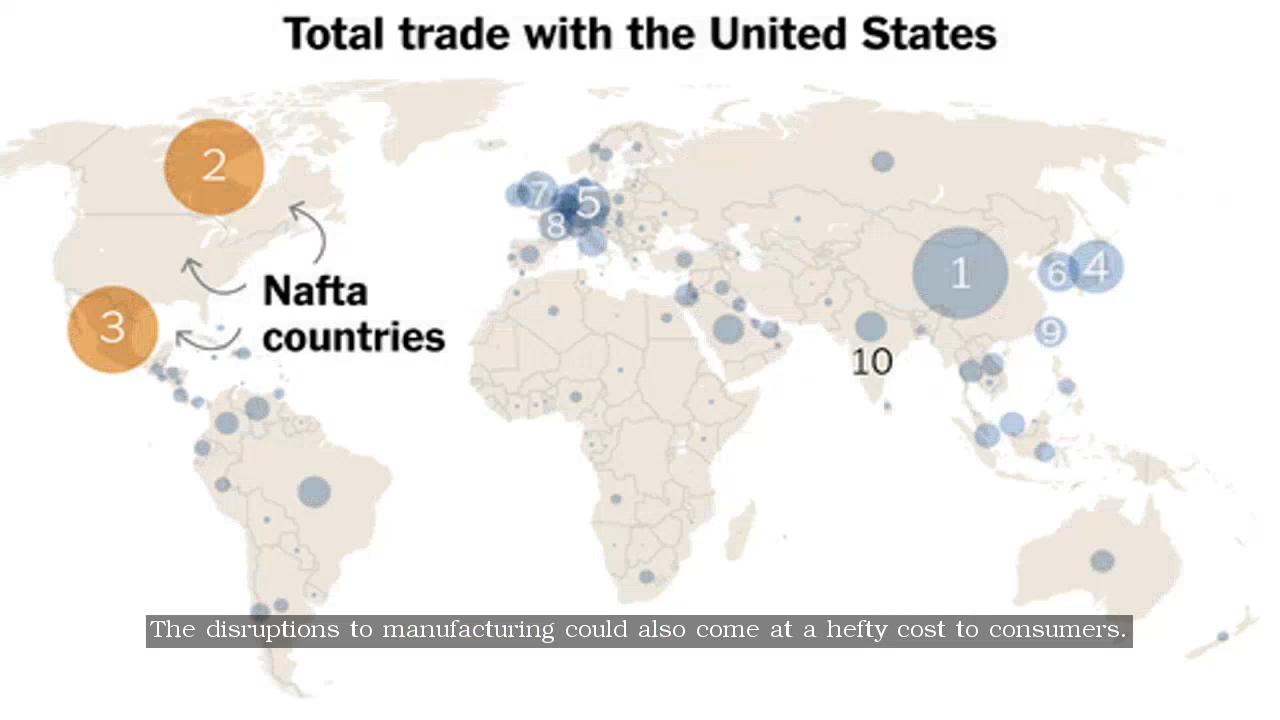 Total trade with the United States
2
7
5
8
1
6
4
Nafta
countries
3
9
10
The disruptions to manufacturing could also come at a hefty cost to consumers.